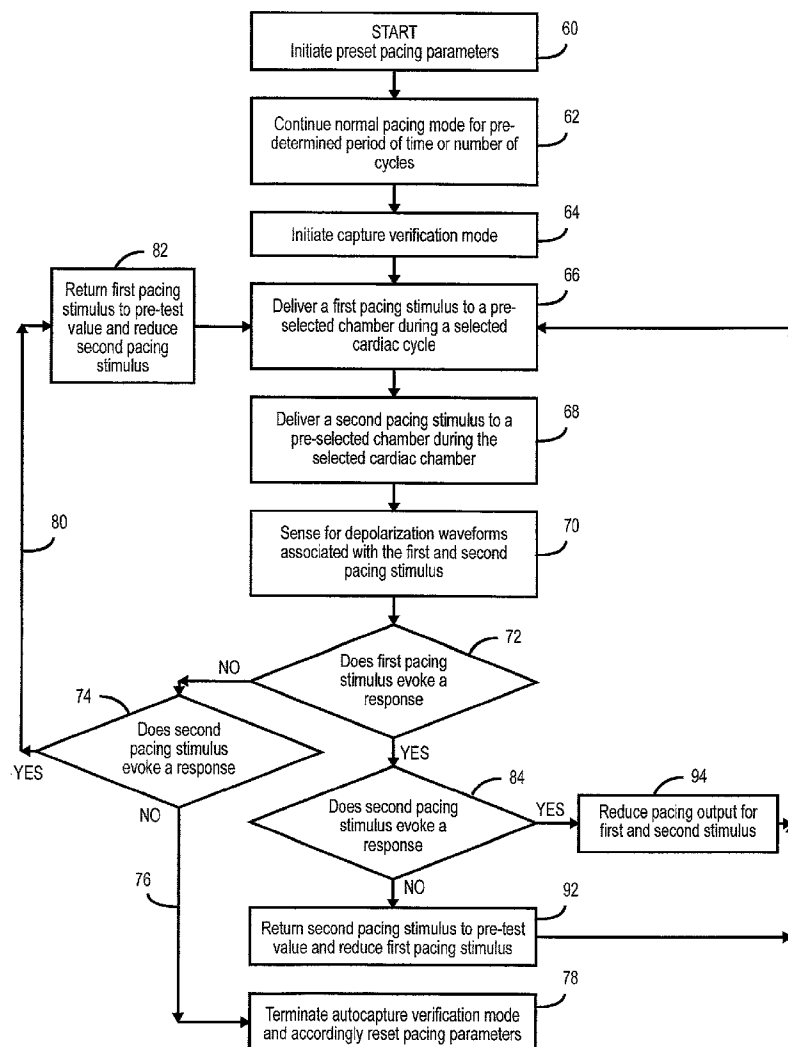 START
Initiate preset pacing parameters
60
Continue normal pacing mode for pre-
determined period of time or number of
cycles
62
Initiate capture verification mode
64
82
Return first pacing
stimulus to pre-test
value and reduce second
pacing
stimulus
66
Deliver a first pacing stimulus to a pre-
selected chamber during a selected
cardiac cycle
Deliver a second pacing stimulus to a
pre-selected chamber during the
selected cardiac chamber
68
80
Sense for depolarization waveforms
associated with the first and second
pacing stimulus
70
72
Does first pacing
stimulus evoke a
response
NO
74
Does second
pacing stimulus
evoke a response
YES
NO
YES
84
Does second pacing
stimulus evoke a
response
YES
94
Reduce pacing output for
first and second stimulus
NO
76
92
Return second pacing stimulus to pre-test
value and reduce first pacing stimulus
78
Terminate autocapture verification mode
and accordingly reset pacing parameters